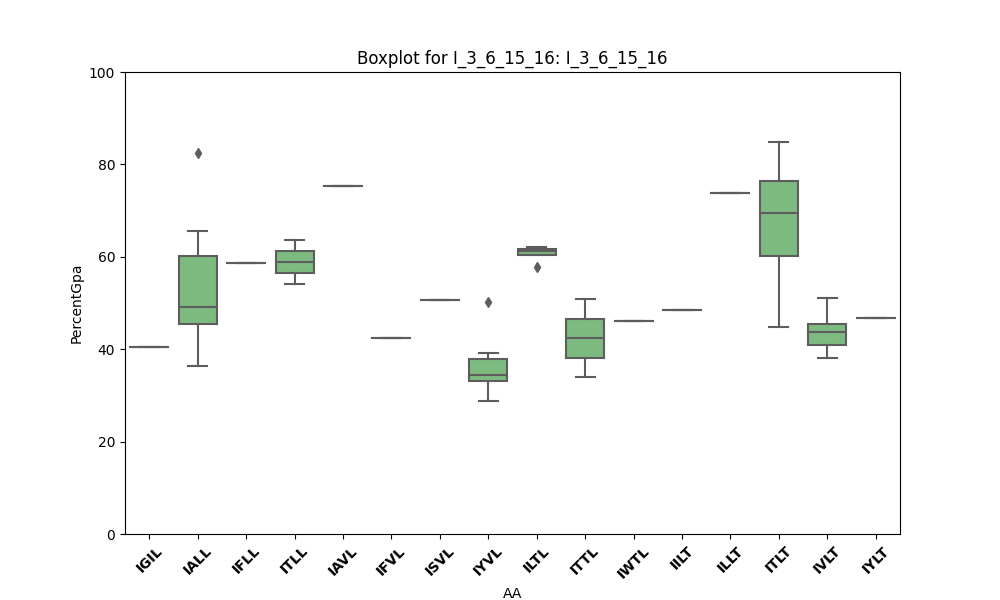 Boxplot for I_3_6_15_16: I_3_6_15_16
100
80
60
40
20
0
PercentGpa
IGIL IALL IFLL ITLL IAVL IFVL ISVL IYVL ILTL ITTL IWTL IILT ILLT ITLT IVLT IYLT
AA